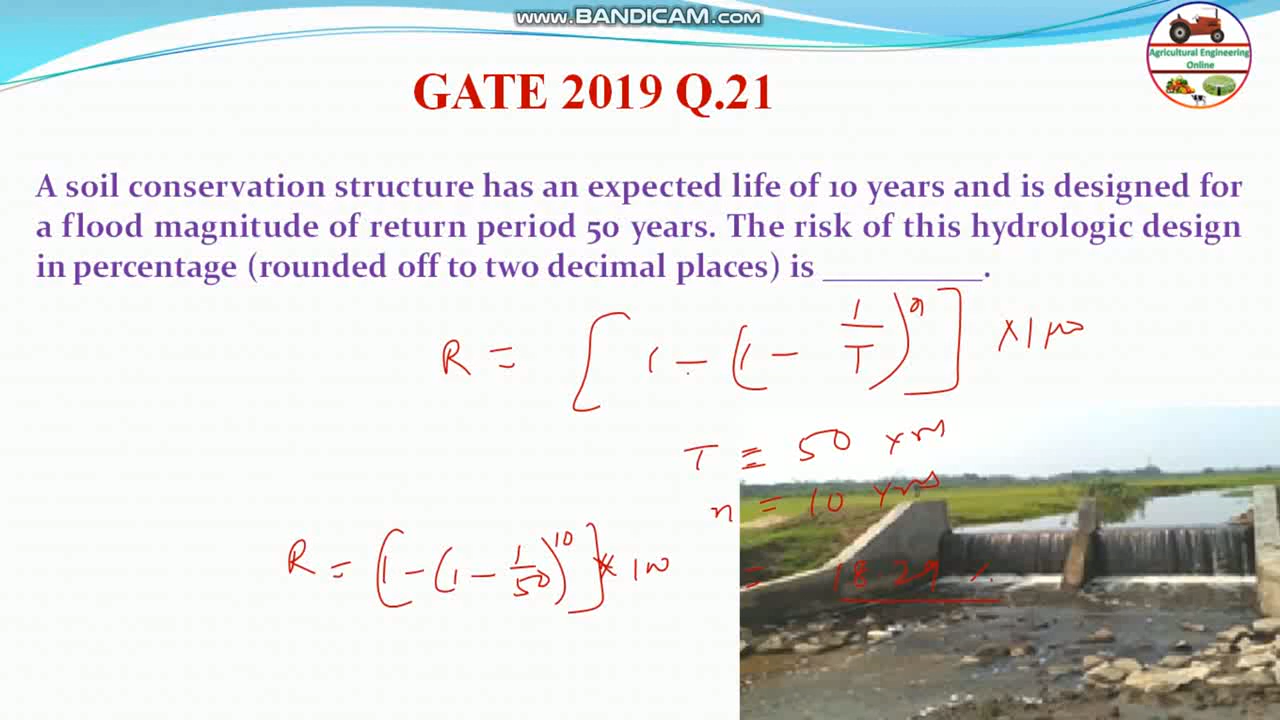 www.BANDICAM.com
Agricultural Engineering
Online
GATE 2019 Q.21
A soil conservation structure has an expected life of 10 years and is designed for
a flood magnitude of return period 50 years. The risk of this hydrologic design
in percentage (rounded off to two decimal places) is __________.
R = [1 - (1 - 1/T)^n] ×100
T = 50 yrs
n = 10 yrs
R = [1 - (1 - 1/50)^10] × 100 = 18.29 %